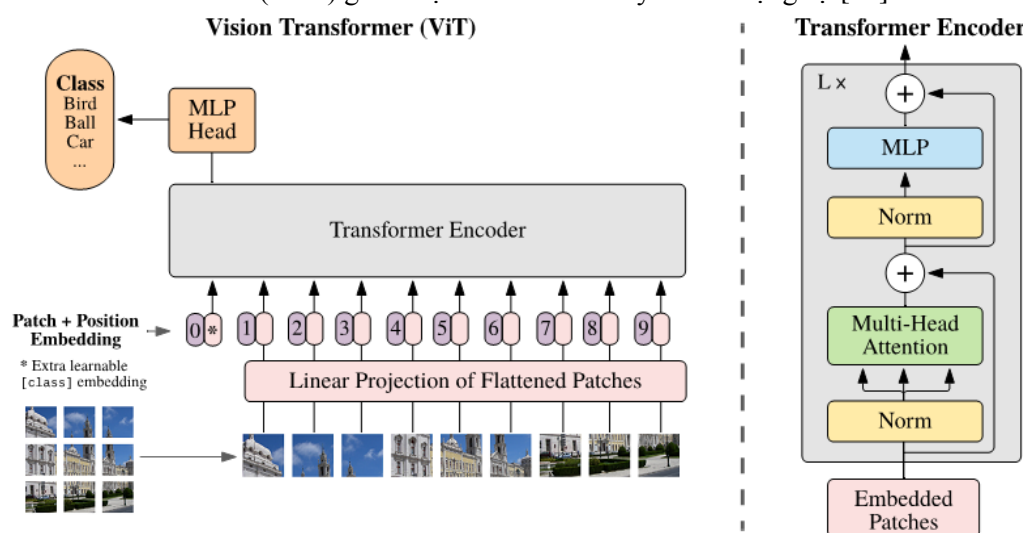 Vision Transformer (ViT)
Class
Bird
Ball
Car
...
MLP
Head
Transformer Encoder
Patch + Position
Embedding
0 * 1 2 3 4 5 6 7 8 9
* Extra learnable
[class] embedding
Linear Projection of Flattened Patches
Transformer Encoder
L x
+
MLP
Norm
+
Multi-Head
Attention
Norm
Embedded
Patches